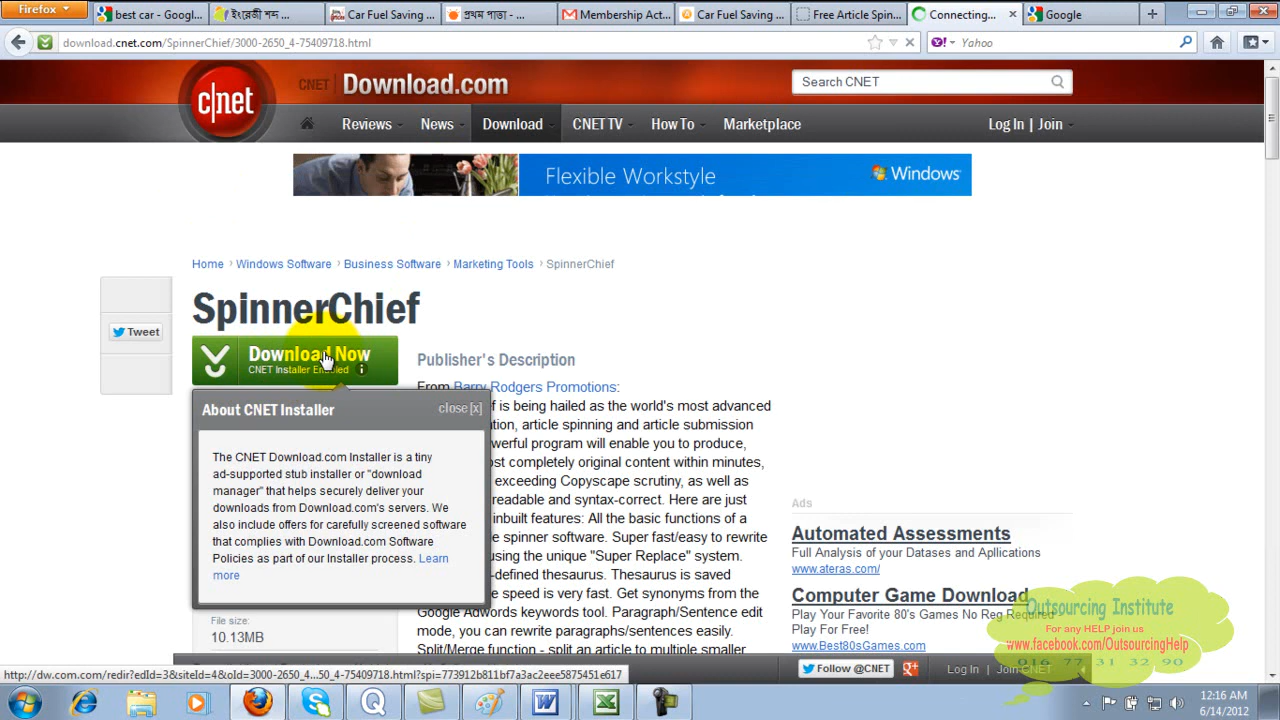 Firefox
best car - Googl...
ইংরেজী শব্দ ...
Car Fuel Saving ...
প্রথম পাতা - ...
Membership Act...
Car Fuel Saving ...
Free Article Spin...
Connecting...
Google
download.cnet.com/SpinnerChief/3000-2650_4-75409718.html
Yahoo
c|net
CNET Download.com
Search CNET
Reviews
News
Download
CNET TV
How To
Marketplace
Log In | Join
Flexible Workstyle
Windows
Home › Windows Software › Business Software › Marketing Tools › SpinnerChief
SpinnerChief
Tweet
Download Now
CNET Installer Enabled
About CNET Installer
close [x]
The CNET Download.com Installer is a tiny
ad-supported stub installer or "download
manager" that helps securely deliver your
downloads from Download.com's servers. We
also include offers for carefully screened software
that complies with Download.com Software
Policies as part of our Installer process. Learn
more
File size:
10.13MB
Publisher's Description
From Barry Rodgers Promotions:
f is being hailed as the world's most advanced
tion, article spinning and article submission
werful program will enable you to produce,
ost completely original content within minutes,
exceeding Copyscape scrutiny, as well as
readable and syntax-correct. Here are just
inbuilt features: All the basic functions of a
e spinner software. Super fast/easy to rewrite
using the unique "Super Replace" system.
-defined thesaurus. Thesaurus is saved
e speed is very fast. Get synonyms from the
Google Adwords keywords tool. Paragraph/Sentence edit
mode, you can rewrite paragraphs/sentences easily.
Split/Merge function - split an article to multiple smaller
Ads
Automated Assessments
Full Analysis of your Datases and Apllications
www.ateras.com/
Computer Game Download
Play Your Favorite 80's Games No Reg Required
Play For Free!
www.Best80sGames.com
Outsourcing Institute
For any HELP join us
www.facebook.com/OutsourcingHelp
016 77 31 32 90
http://dw.com.com/redir?edId=3&siteId=4&oId=3000-2650_...50_4-75409718.html?spi=773912b811bf7a3ac2eee5875451e617
Follow @CNET
Log In | Join CNET
12:16 AM
6/14/2012